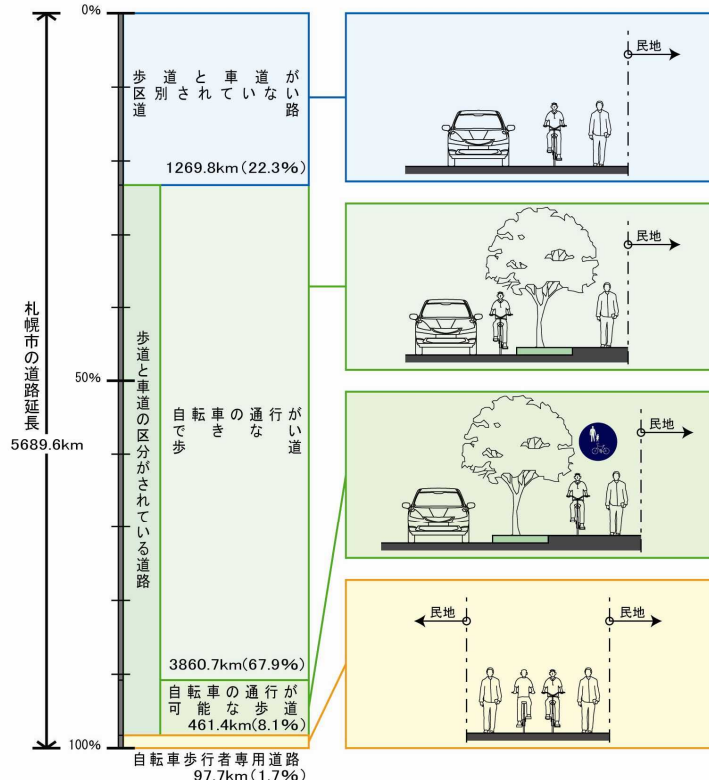 0%
歩道と車道が
区別されていない
道路
1269.8km(22.3%)
民地
民地
札幌市の道路延長
5689.6km
50%
歩道と車道の区分がされている道路
自転車の通行が
できない
歩道
3860.7km(67.9%)
民地
自転車の通行が
可能な歩道
461.4km(8.1%)
民地
民地
100%
自転車歩行者専用道路
97.7km(1.7%)